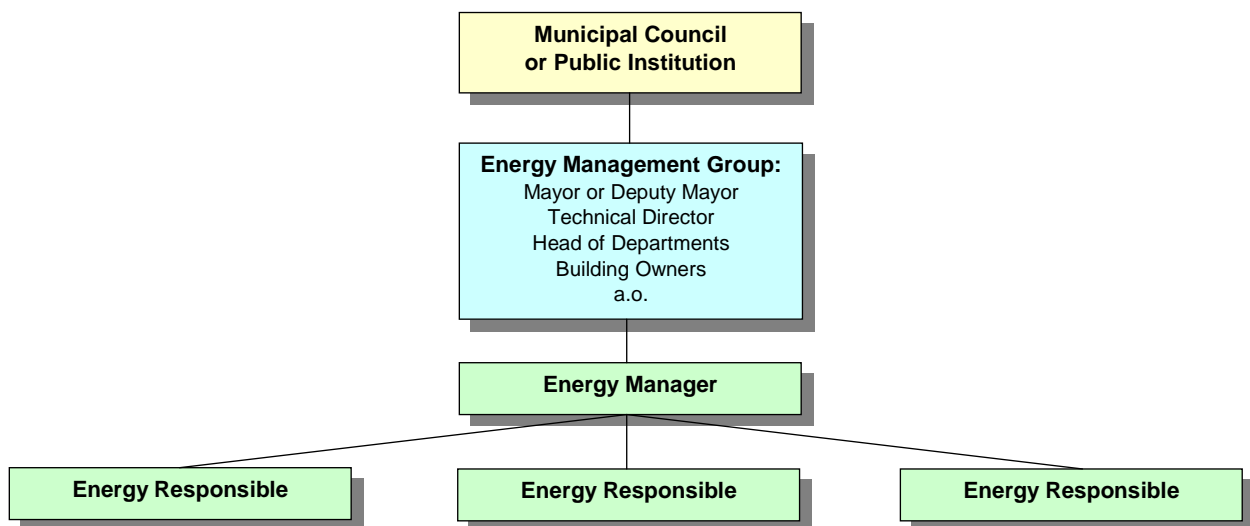 Municipal Council
or Public Institution
Energy Management Group:
Mayor or Deputy Mayor
Technical Director
Head of Departments
Building Owners
a.o.
Energy Manager
Energy Responsible
Energy Responsible
Energy Responsible